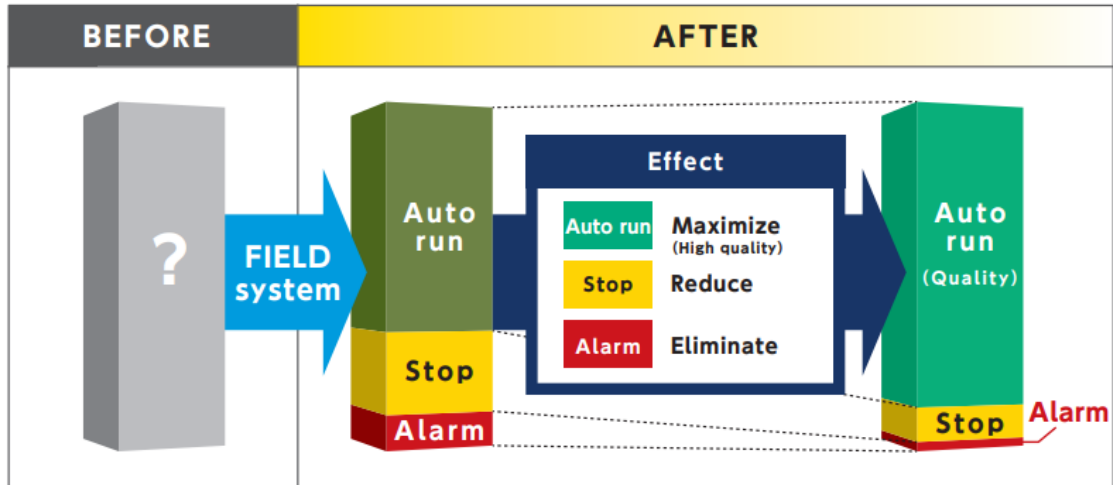 BEFORE
AFTER
?
FIELD
system
Auto
run
Stop
Alarm
Effect
Auto run
Maximize
(High quality)
Stop
Reduce
Alarm
Eliminate
Auto
run
(Quality)
Stop
Alarm